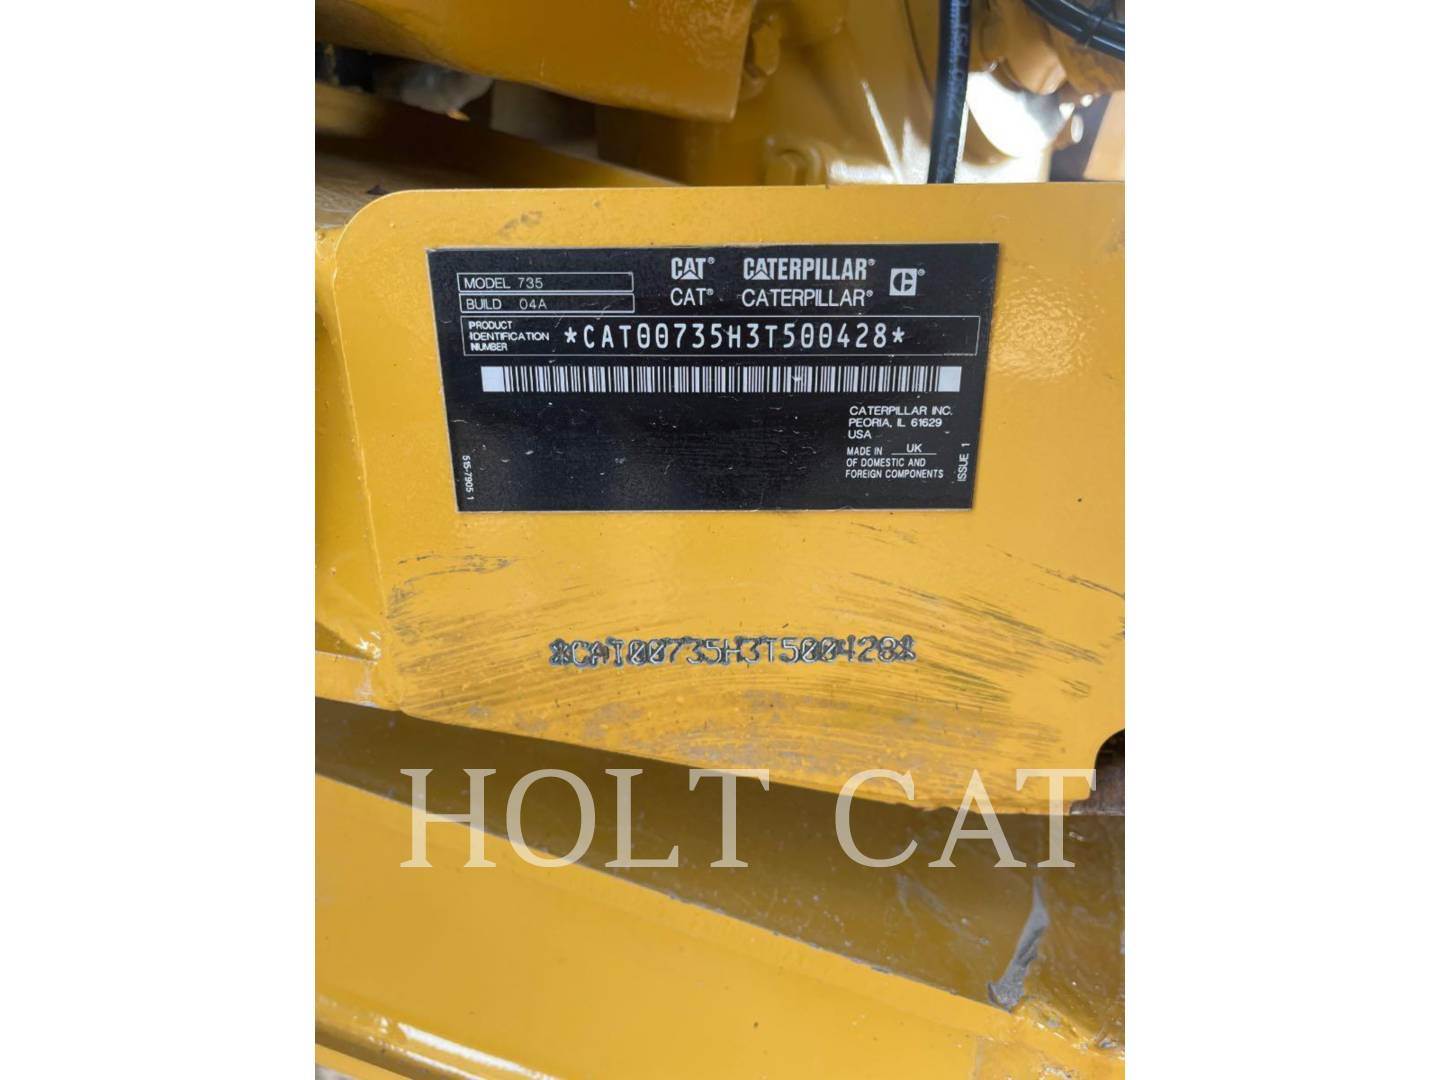 MODEL 735
BUILD 04A
CAT® CATERPILLAR® C®
CAT® CATERPILLAR®
PRODUCT
IDENTIFICATION
NUMBER
*CAT00735H3T500428*
CATERPILLAR INC.
PEORIA, IL 61629
USA
MADE IN UK
OF DOMESTIC AND
FOREIGN COMPONENTS
ISSUE 1
515-7905 1
*CAT00735H3T500428*
HOLT CAT